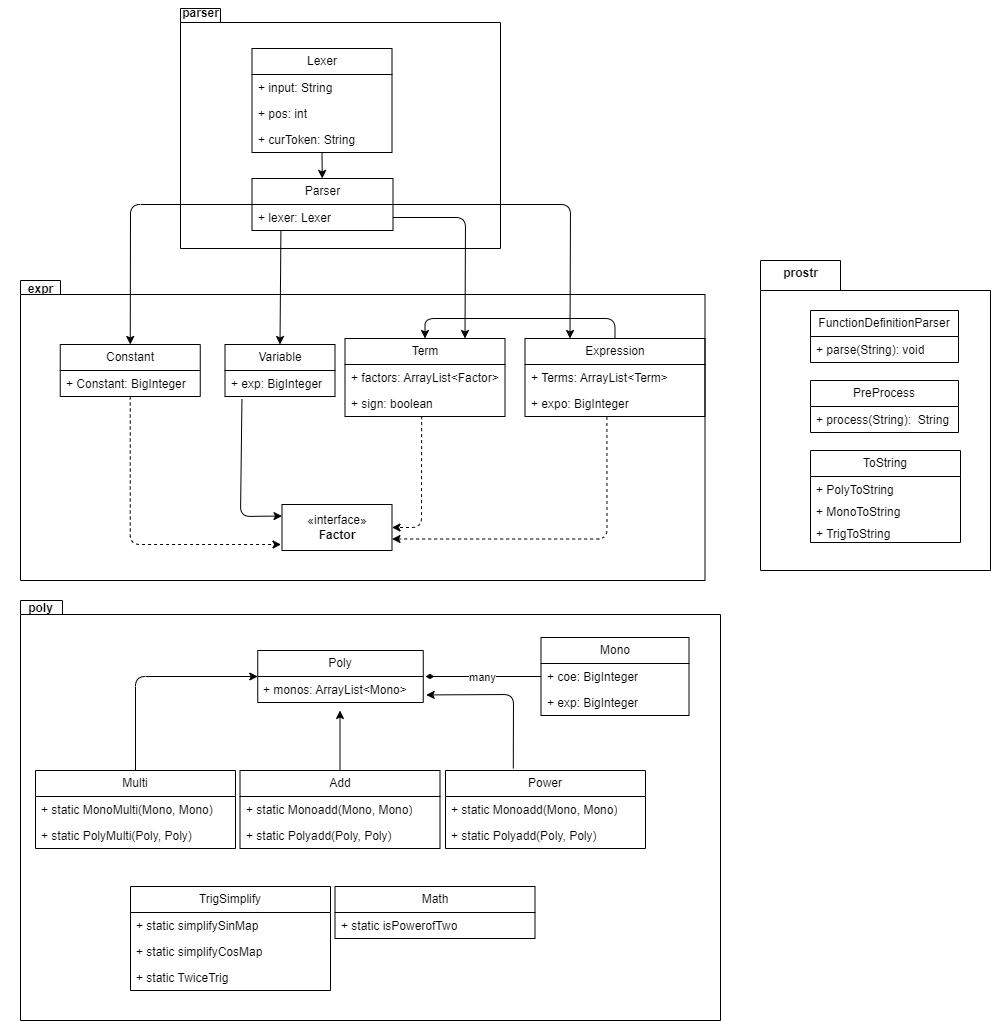 parser
Lexer
+ input: String
+ pos: int
+ curToken: String
Parser
+ lexer: Lexer
expr
Constant
+ Constant: BigInteger
Variable
+ exp: BigInteger
Term
+ factors: ArrayList<Factor>
+ sign: boolean
Expression
+ Terms: ArrayList<Term>
+ expo: BigInteger
«interface»
Factor
prostr
FunctionDefinitionParser
+ parse(String): void
PreProcess
+ process(String):  String
ToString
+ PolyToString
+ MonoToString
+ TrigToString
poly
Poly
+ monos: ArrayList<Mono>
many
Mono
+ coe: BigInteger
+ exp: BigInteger
Multi
+ static MonoMulti(Mono, Mono)
+ static PolyMulti(Poly, Poly)
Add
+ static Monoadd(Mono, Mono)
+ static Polyadd(Poly, Poly)
Power
+ static Monoadd(Mono, Mono)
+ static Polyadd(Poly, Poly)
TrigSimplify
+ static simplifySinMap
+ static simplifyCosMap
+ static TwiceTrig
Math
+ static isPowerofTwo